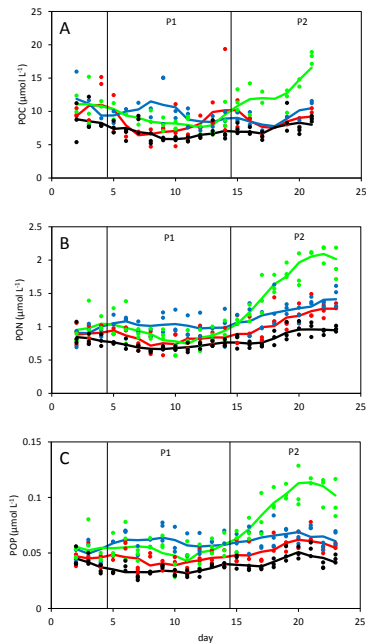 A
P1
P2
POC (µmol L-1)
25
20
15
10
5
0
0 5 10 15 20 25
B
P1
P2
PON (µmol L-1)
2.5
2
1.5
1
0.5
0
0 5 10 15 20 25
C
P1
P2
POP (µmol L-1)
0.15
0.1
0.05
0
0 5 10 15 20 25
day